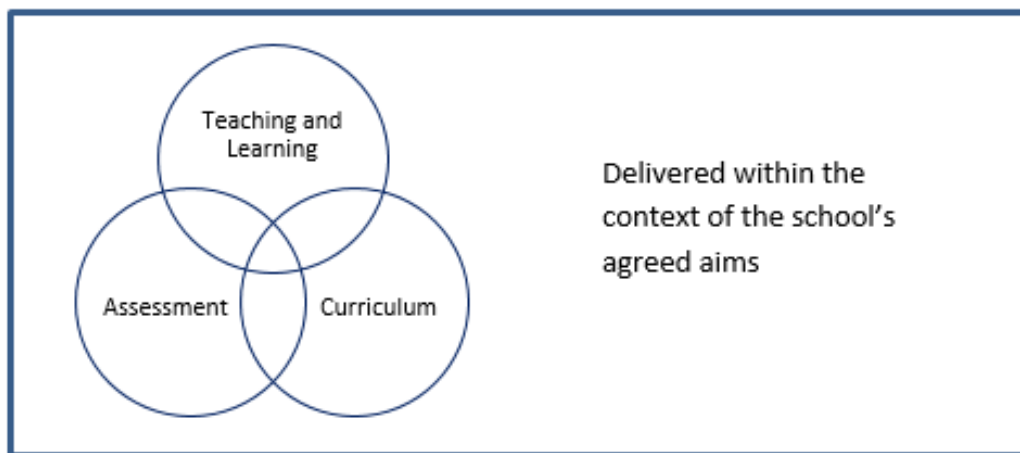 Teaching and
Learning
Assessment
Curriculum
Delivered within the
context of the school’s
agreed aims